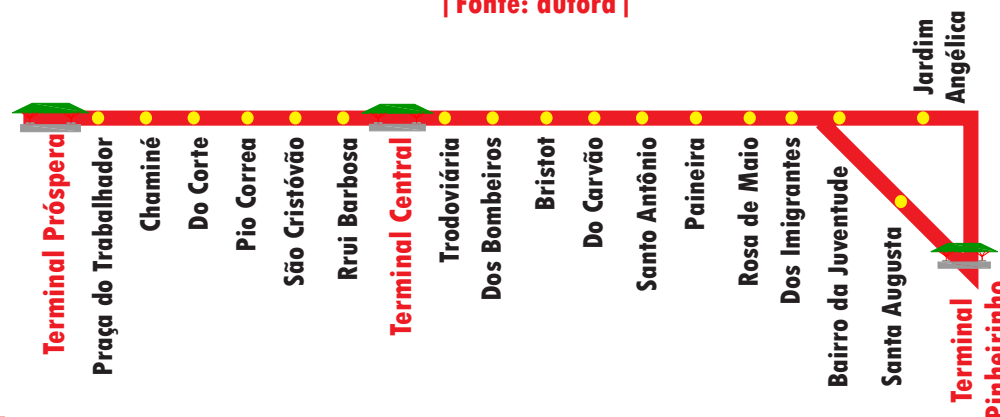 | Fonte: autora |
Terminal Próspera
Praça do Trabalhador
Chaminé
Do Corte
Pio Correa
São Cristóvão
Rrui Barbosa
Terminal Central
Trodoviária
Dos Bombeiros
Bristot
Do Carvão
Santo Antônio
Paineira
Rosa de Maio
Dos Imigrantes
Bairro da Juventude
Santa Augusta
Jardim
Angélica
Terminal
Pinheirinho